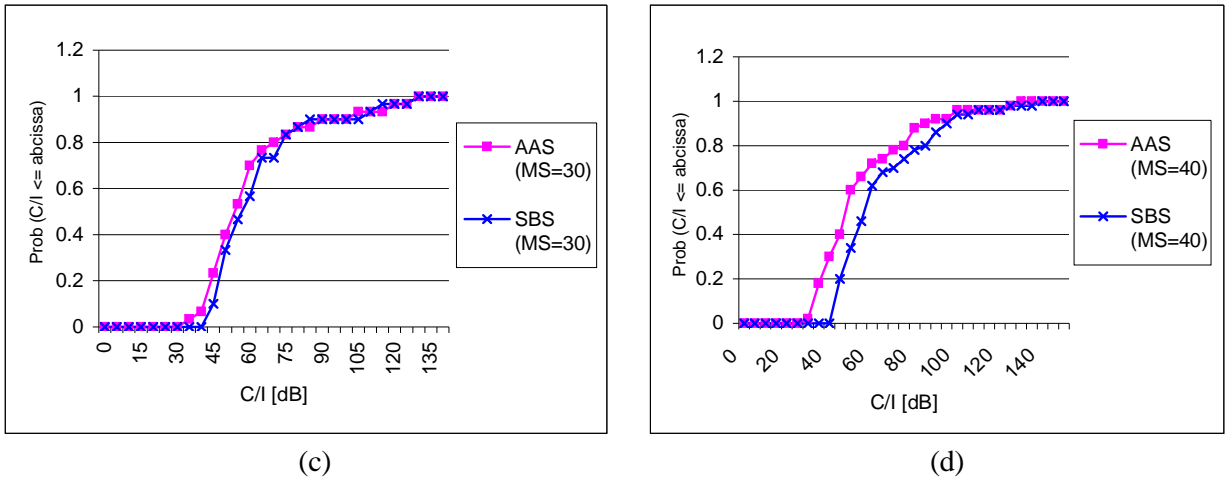 1.2
1
0.8
0.6
0.4
0.2
0
Prob (C/I <= abcissa)
0
15
30
45
60
75
90
105
120
135
C/I [dB]
AAS
(MS=30)
SBS
(MS=30)
(c)
1.2
1
0.8
0.6
0.4
0.2
0
Prob (C/I <= abcissa)
0
20
40
60
80
100
120
140
C/I [dB]
AAS
(MS=40)
SBS
(MS=40)
(d)